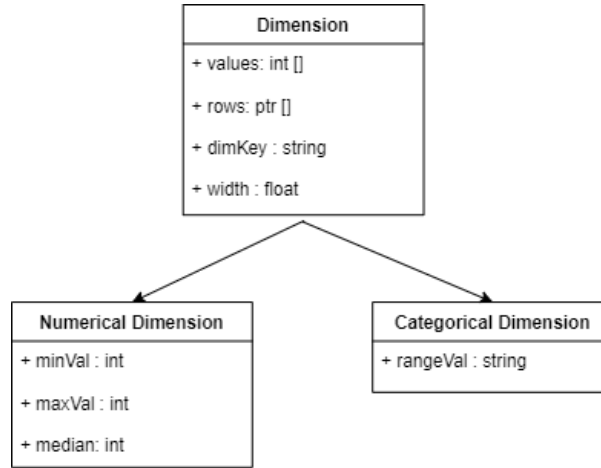 Dimension
+ values: int []
+ rows: ptr []
+ dimKey : string
+ width : float
Numerical Dimension
+ minVal : int
+ maxVal : int
+ median: int
Categorical Dimension
+ rangeVal : string